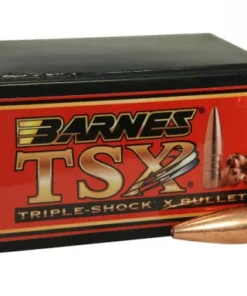 BARNES
TSX
TRIPLE-SHOCK X BULLET